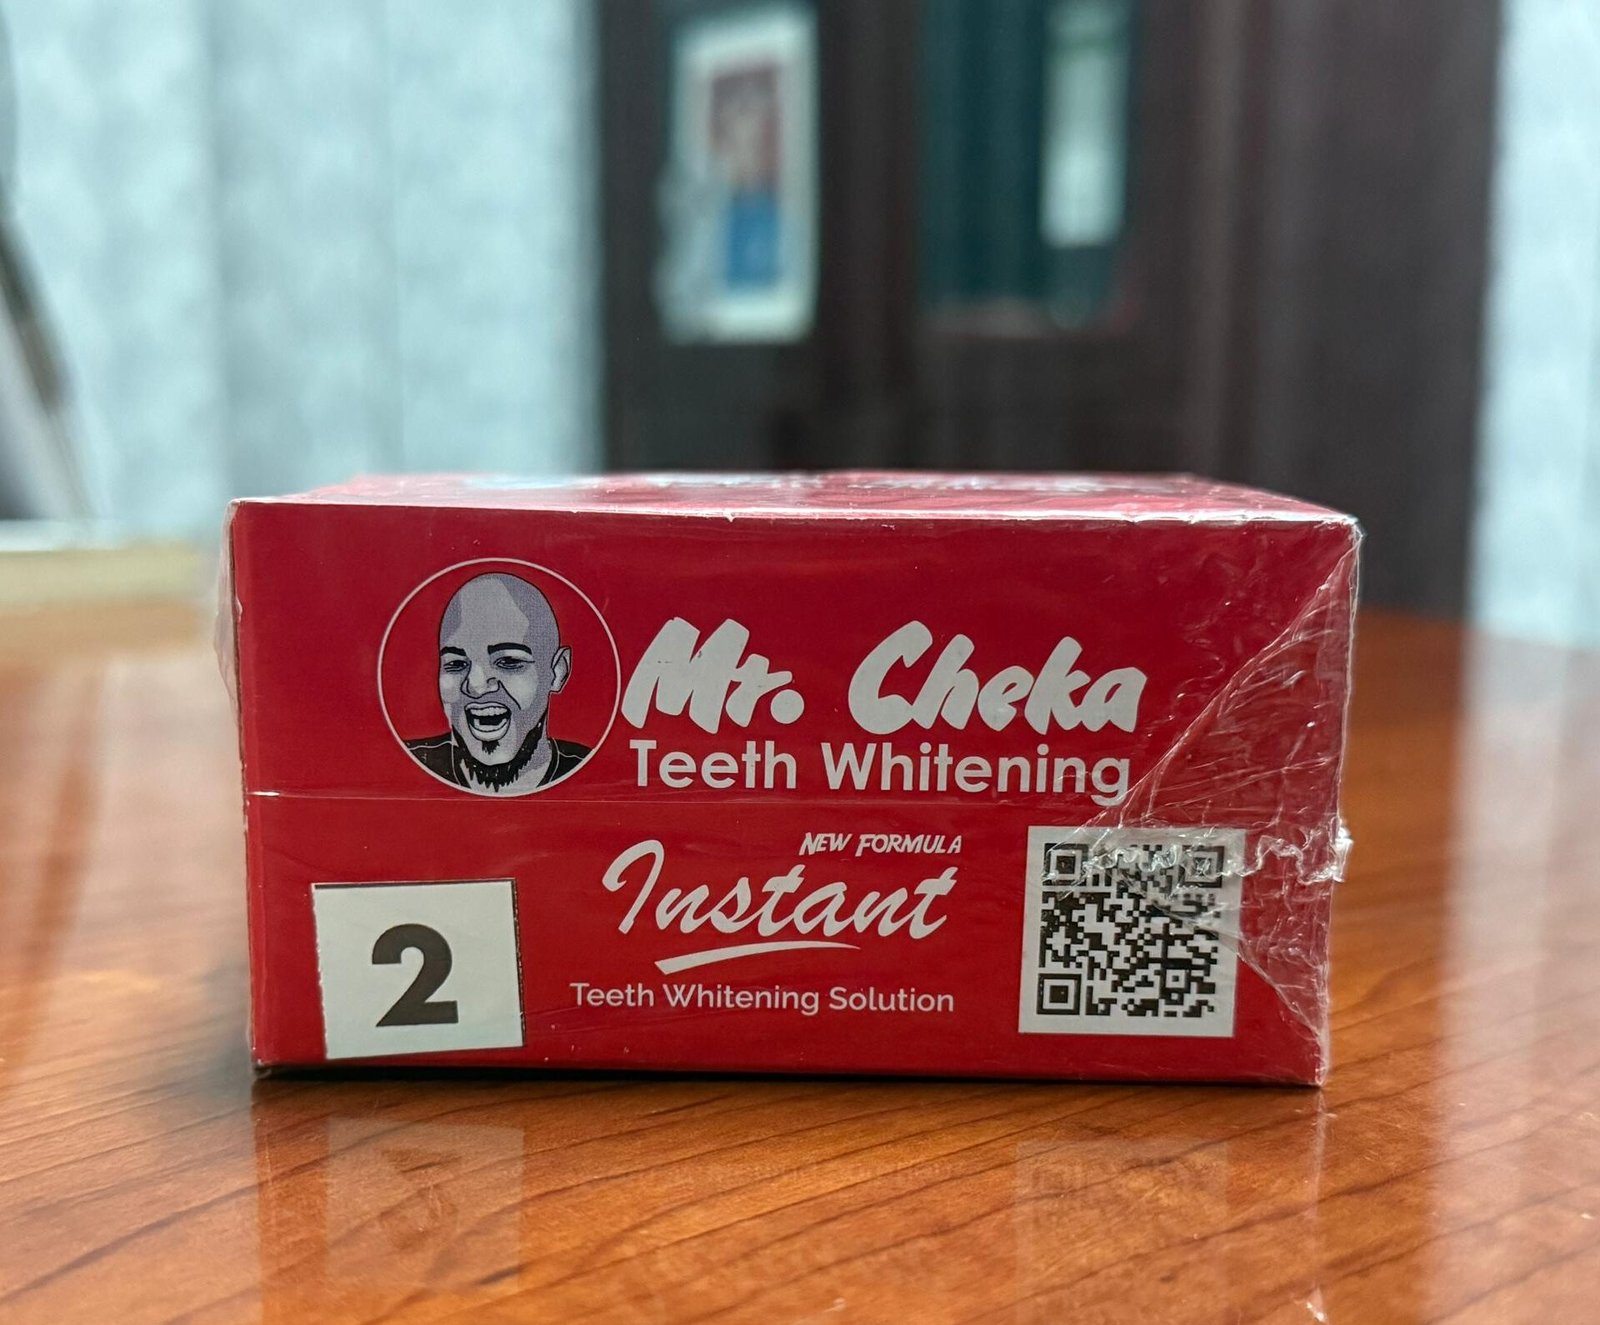 Mr. Cheka
Teeth Whitening
NEW FORMULA
Instant
Teeth Whitening Solution
2